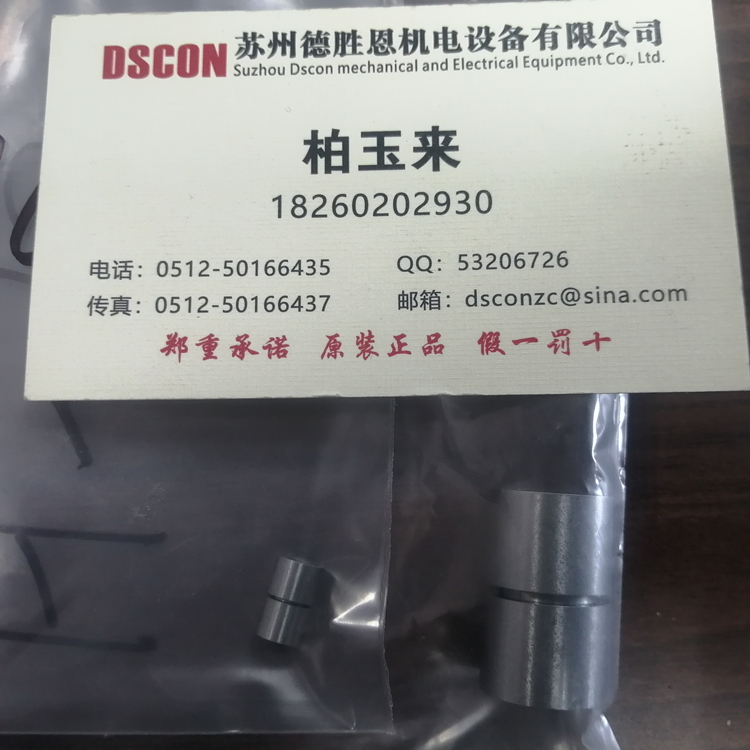 DSCON 苏州德胜恩机电设备有限公司
Suzhou Dscon mechanical and Electrical Equipment Co., Ltd.
柏玉来
18260202930
电话：0512-50166435 QQ：53206726
传真：0512-50166437 邮箱：dsconzc@sina.com
郑重承诺 原装正品 假一罚十